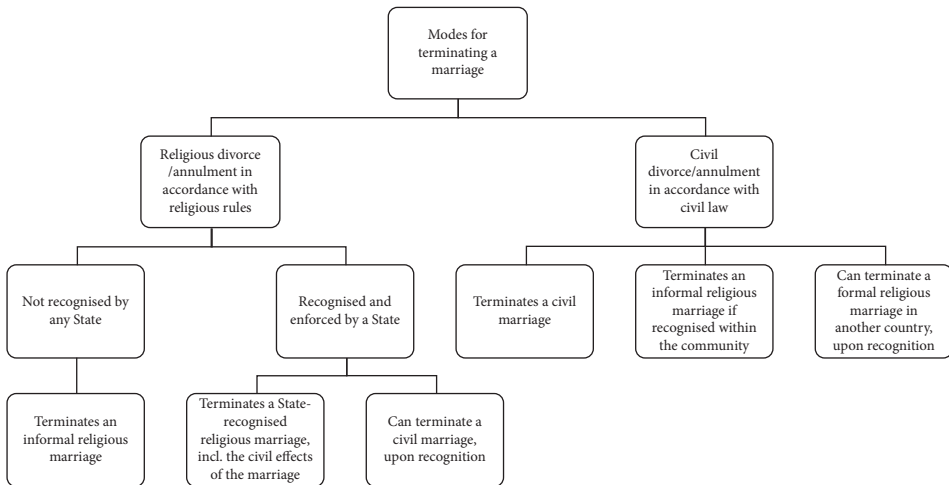 Modes for
terminating a
marriage
Religious divorce
/annulment in
accordance with
religious rules
Civil
divorce/annulment
in accordance with
civil law
Not recognised by
any State
Recognised and
enforced by a State
Terminates a civil
marriage
Terminates an
informal religious
marriage if
recognised within
the community
Can terminate a
formal religious
marriage in
another country,
upon recognition
Terminates an
informal religious
marriage
Terminates a State-
recognised
religious marriage,
incl. the civil effects
of the marriage
Can terminate a
civil marriage,
upon recognition